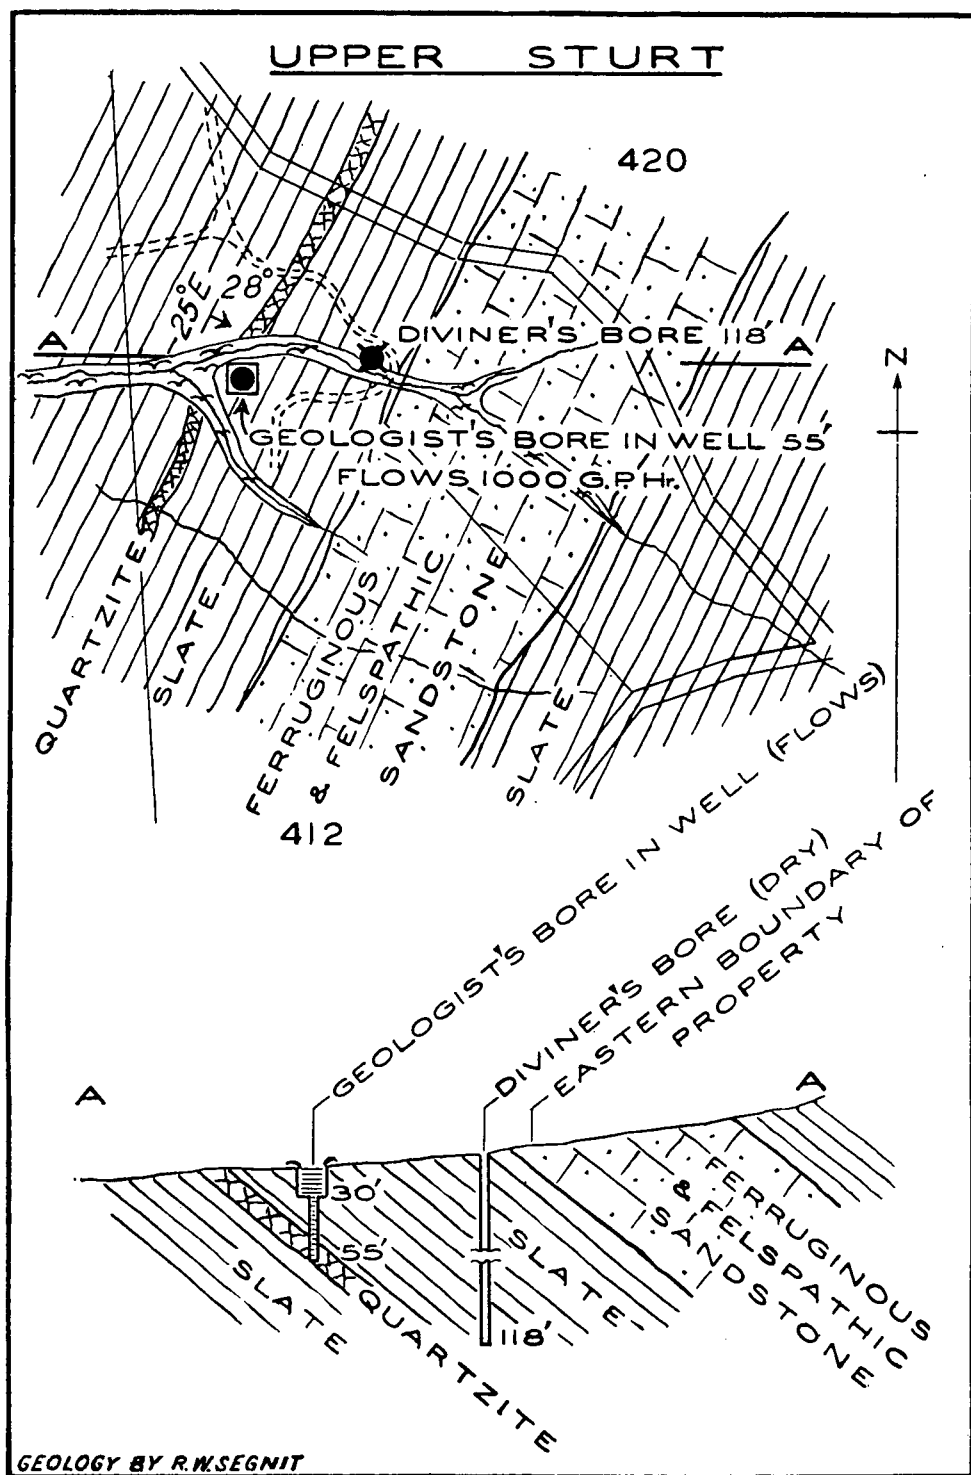 UPPER STURT
420
25°E 28°
A
DIVINER'S BORE 118'
A
N
GEOLOGIST'S BORE IN WELL 55'
FLOWS 1000 G.P.Hr.
QUARTZITE
SLATE
FERRUGINOUS
& FELSPATHIC
SANDSTONE
SLATE
412
GEOLOGIST'S BORE IN WELL (FLOWS)
DIVINER'S BORE (DRY)
EASTERN BOUNDARY OF
PROPERTY
A
A
30'
55'
118'
SLATE
QUARTZITE
SLATE
FERRUGINOUS
& FELSPATHIC
SANDSTONE
GEOLOGY BY R.W.SEGNIT